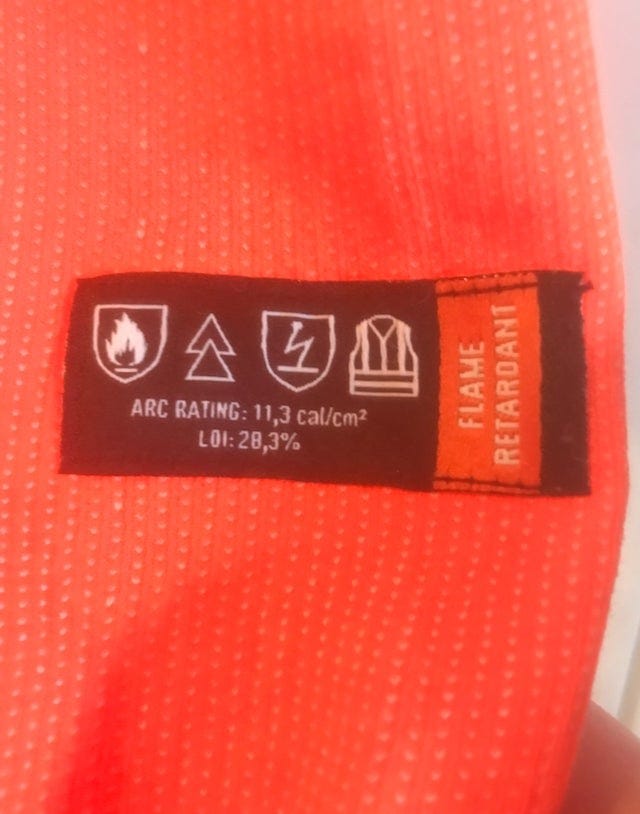 ARC RATING: 11,3 cal/cm²
LOI: 28,3%
FLAME
RETARDANT